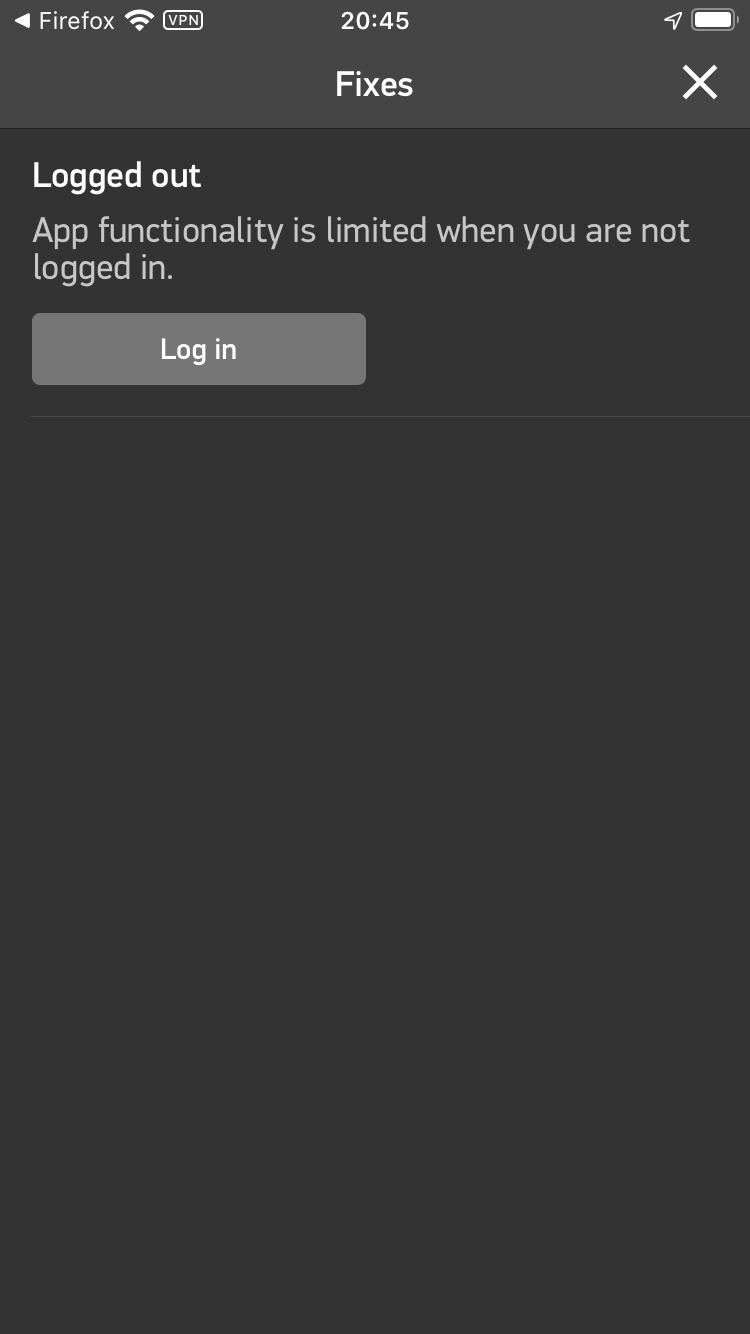 Firefox VPN 20:45
Fixes
Logged out
App functionality is limited when you are not
logged in.
Log in